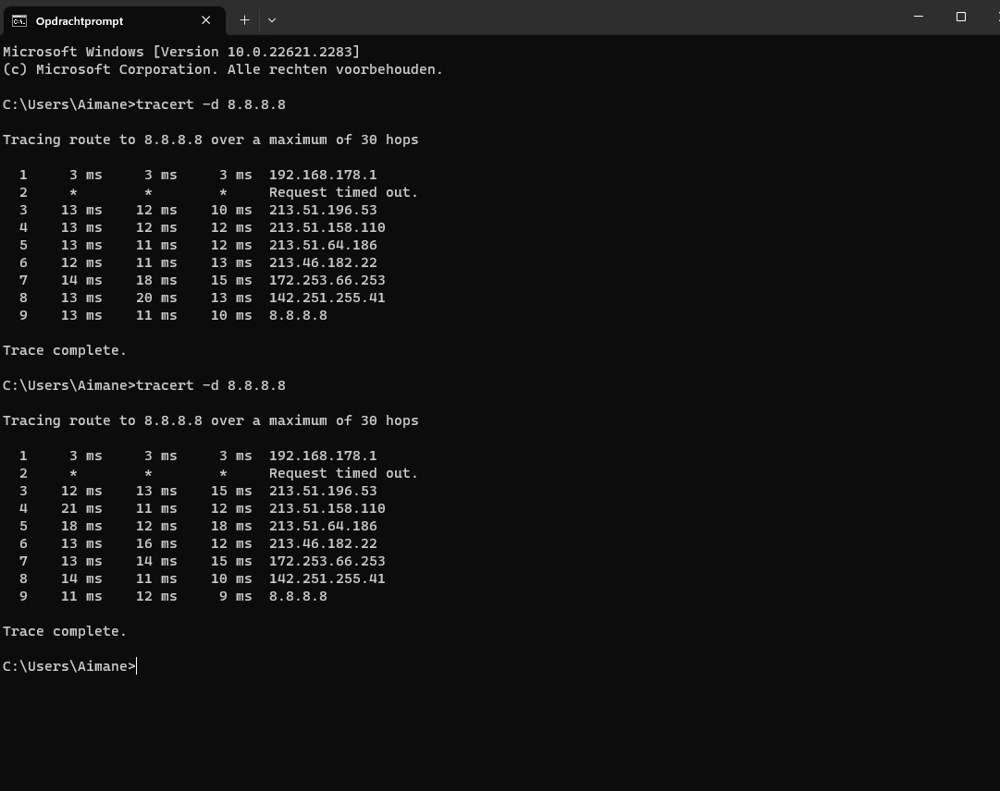 Opdrachtprompt
Microsoft Windows [Version 10.0.22621.2283]
(c) Microsoft Corporation. Alle rechten voorbehouden.
C:\Users\Aimane>tracert -d 8.8.8.8
Tracing route to 8.8.8.8 over a maximum of 30 hops
1 3 ms 3 ms 3 ms 192.168.178.1
2 * * * Request timed out.
3 13 ms 12 ms 10 ms 213.51.196.53
4 13 ms 12 ms 12 ms 213.51.158.110
5 13 ms 11 ms 12 ms 213.51.64.186
6 12 ms 11 ms 13 ms 213.46.182.22
7 14 ms 18 ms 15 ms 172.253.66.253
8 13 ms 20 ms 13 ms 142.251.255.41
9 13 ms 11 ms 10 ms 8.8.8.8
Trace complete.
C:\Users\Aimane>tracert -d 8.8.8.8
Tracing route to 8.8.8.8 over a maximum of 30 hops
1 3 ms 3 ms 3 ms 192.168.178.1
2 * * * Request timed out.
3 12 ms 13 ms 15 ms 213.51.196.53
4 21 ms 11 ms 12 ms 213.51.158.110
5 18 ms 12 ms 18 ms 213.51.64.186
6 13 ms 16 ms 12 ms 213.46.182.22
7 13 ms 14 ms 15 ms 172.253.66.253
8 14 ms 11 ms 10 ms 142.251.255.41
9 11 ms 12 ms 9 ms 8.8.8.8
Trace complete.
C:\Users\Aimane>